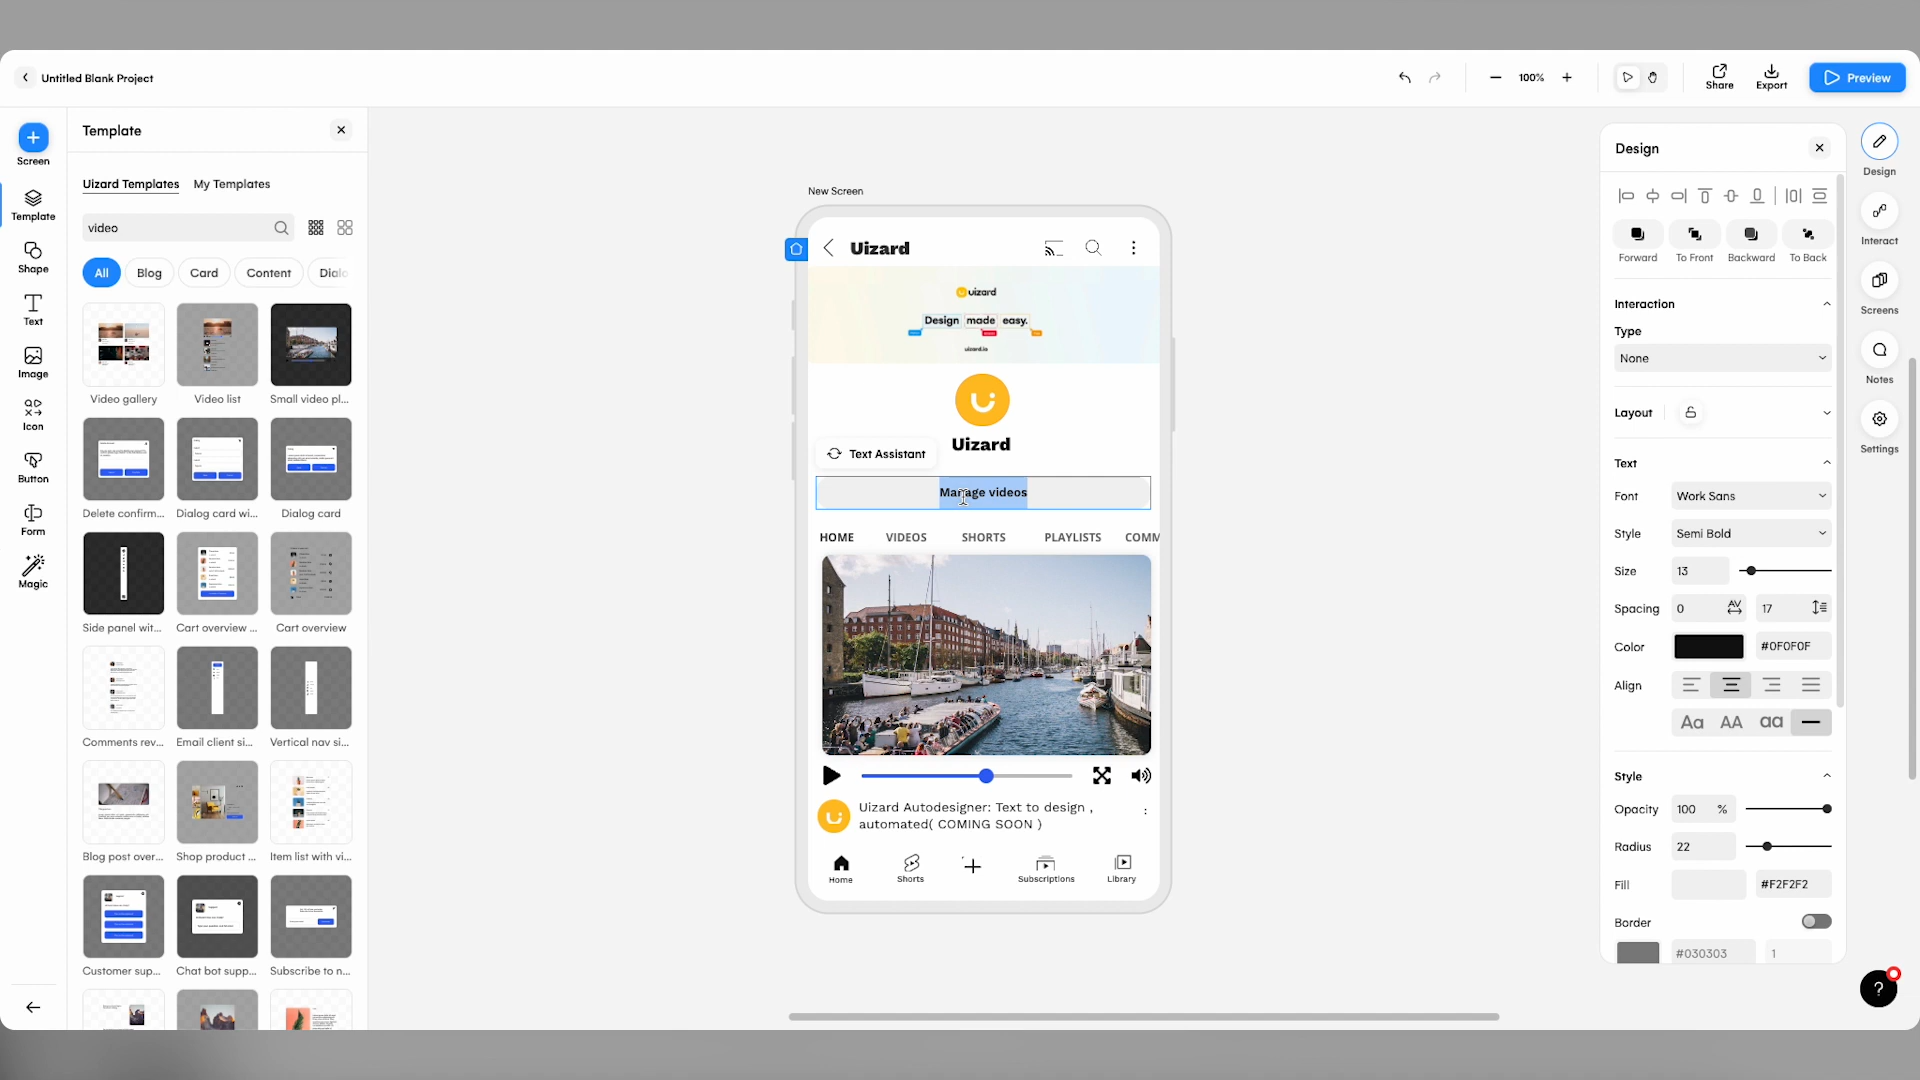 Untitled Blank Project
100%
Share
Export
Preview
Screen
Template
Shape
Text
Image
Icon
Button
Form
Magic
Template
Uizard Templates
My Templates
video
All
Blog
Card
Content
Dialo
Video gallery
Video list
Small video pl...
Delete confirm...
Dialog card wi...
Dialog card
Side panel wit...
Cart overview ...
Cart overview
Comments rev...
Email client si...
Vertical nav si...
Blog post over...
Shop product ...
Item list with vi...
Customer sup...
Chat bot supp...
Subscribe to n...
New Screen
Uizard
uizard
Design made easy.
uizard.io
Uizard
Text Assistant
Manage videos
HOME
VIDEOS
SHORTS
PLAYLISTS
COMM
Uizard Autodesigner: Text to design ,
automated( COMING SOON )
Home
Shorts
Subscriptions
Library
Design
Forward
To Front
Backward
To Back
Interaction
Type
None
Layout
Text
Font
Work Sans
Style
Semi Bold
Size
13
Spacing
0
AV
17
Color
#0F0F0F
Align
Aa
AA
aa
Style
Opacity
100
%
Radius
22
Fill
#F2F2F2
Border
#030303
1
Design
Interact
Screens
Notes
Settings
?